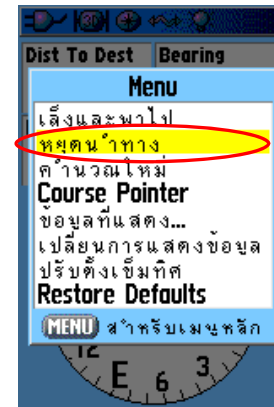 Dist To Dest Bearing
Menu
เล็งและพาไป
หยุดนำทาง
คำนวณใหม่
Course Pointer
ข้อมูลที่แสดง...
เปลี่ยนการแสดงข้อมูล
ปรับตั้งเข็มทิศ
Restore Defaults
MENU สำหรับเมนูหลัก
12 3
E 6